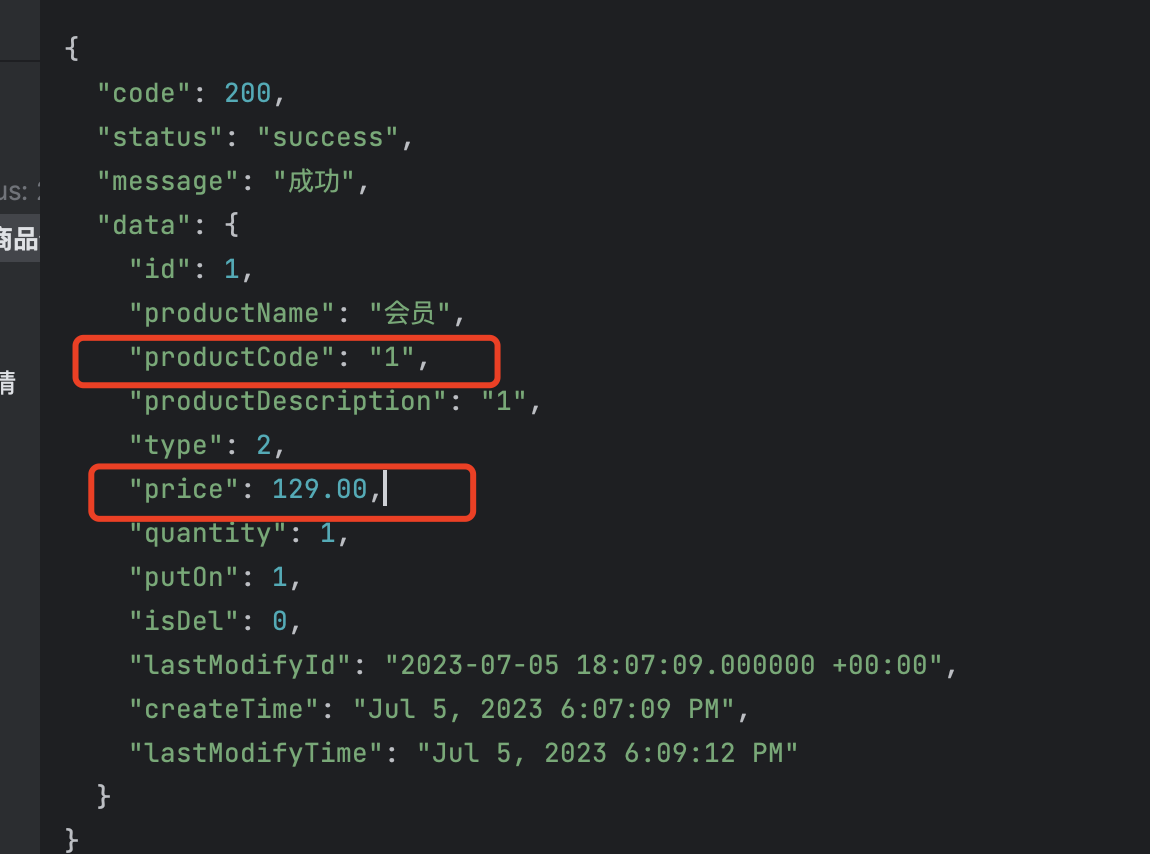 {
"code": 200,
"status": "success",
"message": "成功",
us:
"data": {
商品
"id": 1,
"productName": "会员",
"productCode": "1",
"productDescription": "1",
"type": 2,
"price": 129.00,
"quantity": 1,
"putOn": 1,
"isDel": 0,
"lastModifyId": "2023-07-05 18:07:09.000000 +00:00",
"createTime": "Jul 5, 2023 6:07:09 PM",
"lastModifyTime": "Jul 5, 2023 6:09:12 PM"
}
}